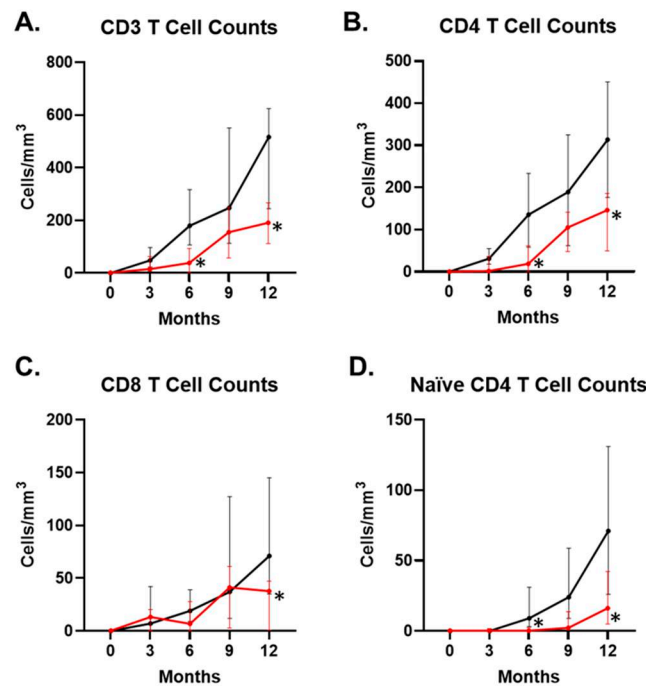 A.
CD3 T Cell Counts
Cells/mm³
800
600
400
200
0
*
*
0 3 6 9 12
Months
B.
CD4 T Cell Counts
Cells/mm³
500
400
300
200
100
0
*
*
0 3 6 9 12
Months
C.
CD8 T Cell Counts
Cells/mm³
200
150
100
50
0
*
0 3 6 9 12
Months
D.
Naïve CD4 T Cell Counts
Cells/mm³
150
100
50
0
*
*
0 3 6 9 12
Months